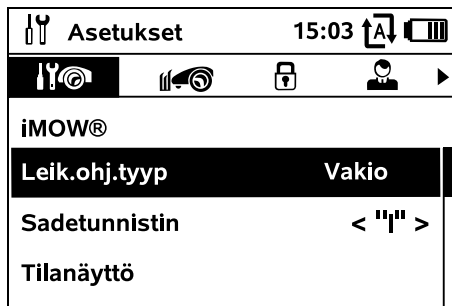 Asetukset 15:03 A
iMOW®
Leik.ohj.tyyp Vakio
Sadetunnistin < "|" >
Tilanäyttö